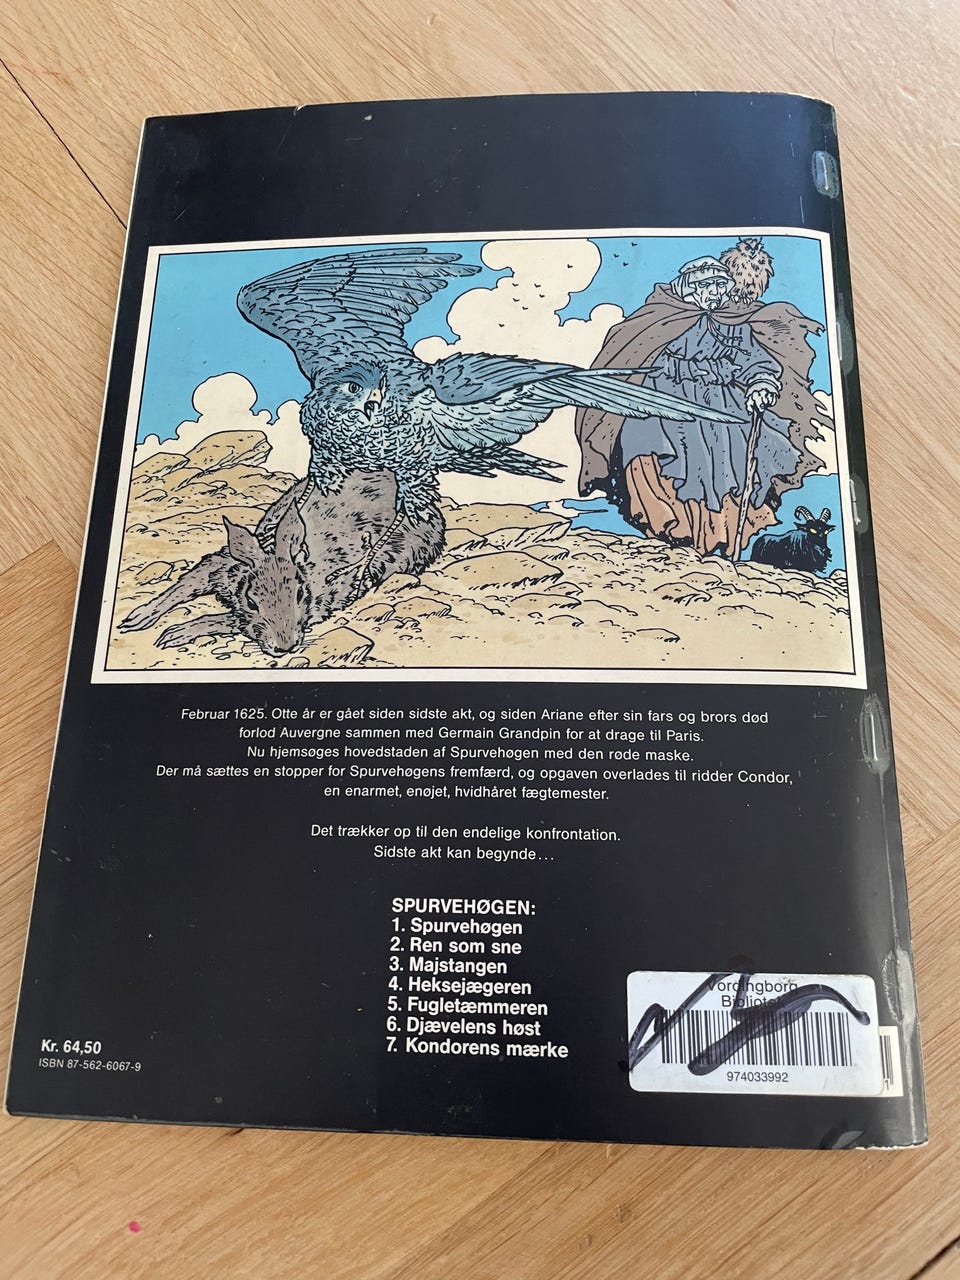 Februar 1625. Otte år er gået siden sidste akt, og siden Ariane efter sin fars og brors død
forlod Auvergne sammen med Germain Grandpin for at drage til Paris.
Nu hjemsøges hovedstaden af Spurvehøgen med den røde maske.
Der må sættes en stopper for Spurvehøgens fremfærd, og opgaven overlades til ridder Condor,
en enarmet, enøjet, hvidhåret fægtemester.
Det trækker op til den endelige konfrontation.
Sidste akt kan begynde...
SPURVEHØGEN:
1. Spurvehøgen
2. Ren som sne
3. Majstangen
4. Heksejægeren
5. Fugletæmmeren
6. Djævelens høst
7. Kondorens mærke
Kr. 64,50
ISBN 87-562-6067-9
Vordingborg
974033992